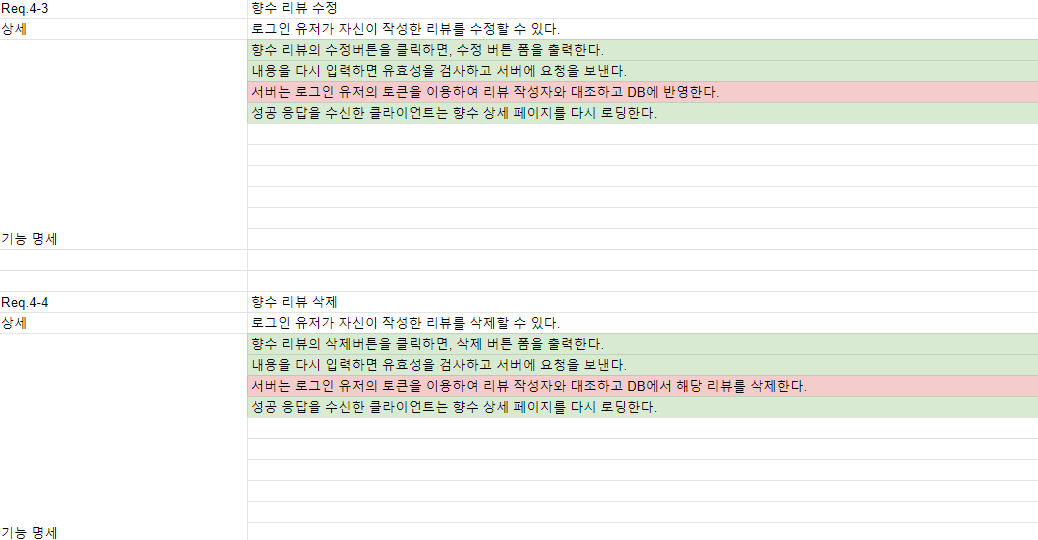 Req.4-3 향수 리뷰 수정
상세 로그인 유저가 자신이 작성한 리뷰를 수정할 수 있다.
향수 리뷰의 수정버튼을 클릭하면, 수정 버튼 폼을 출력한다.
내용을 다시 입력하면 유효성을 검사하고 서버에 요청을 보낸다.
서버는 로그인 유저의 토큰을 이용하여 리뷰 작성자와 대조하고 DB에 반영한다.
성공 응답을 수신한 클라이언트는 향수 상세 페이지를 다시 로딩한다.
기능 명세
Req.4-4 향수 리뷰 삭제
상세 로그인 유저가 자신이 작성한 리뷰를 삭제할 수 있다.
향수 리뷰의 삭제버튼을 클릭하면, 삭제 버튼 폼을 출력한다.
내용을 다시 입력하면 유효성을 검사하고 서버에 요청을 보낸다.
서버는 로그인 유저의 토큰을 이용하여 리뷰 작성자와 대조하고 DB에서 해당 리뷰를 삭제한다.
성공 응답을 수신한 클라이언트는 향수 상세 페이지를 다시 로딩한다.
기능 명세